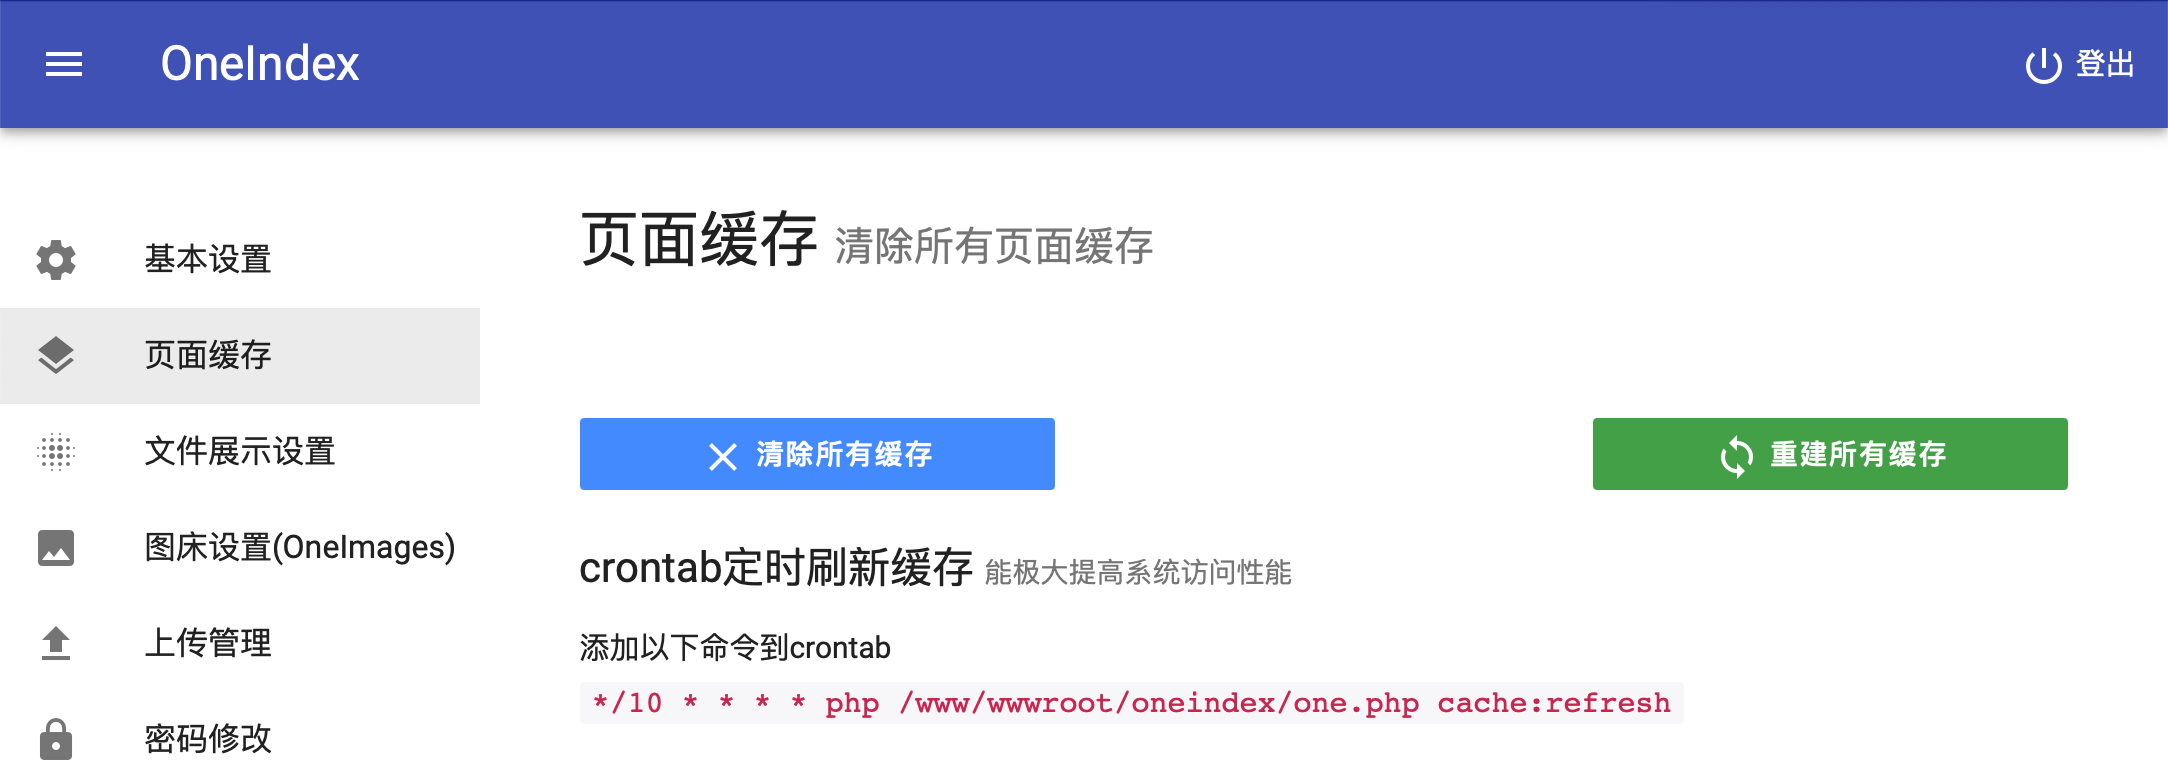 OneIndex
登出
基本设置
页面缓存
文件展示设置
图床设置(OneImages)
上传管理
密码修改
页面缓存 清除所有页面缓存
清除所有缓存
重建所有缓存
crontab定时刷新缓存 能极大提高系统访问性能
添加以下命令到crontab
*/10 * * * * php /www/wwwroot/oneindex/one.php cache:refresh